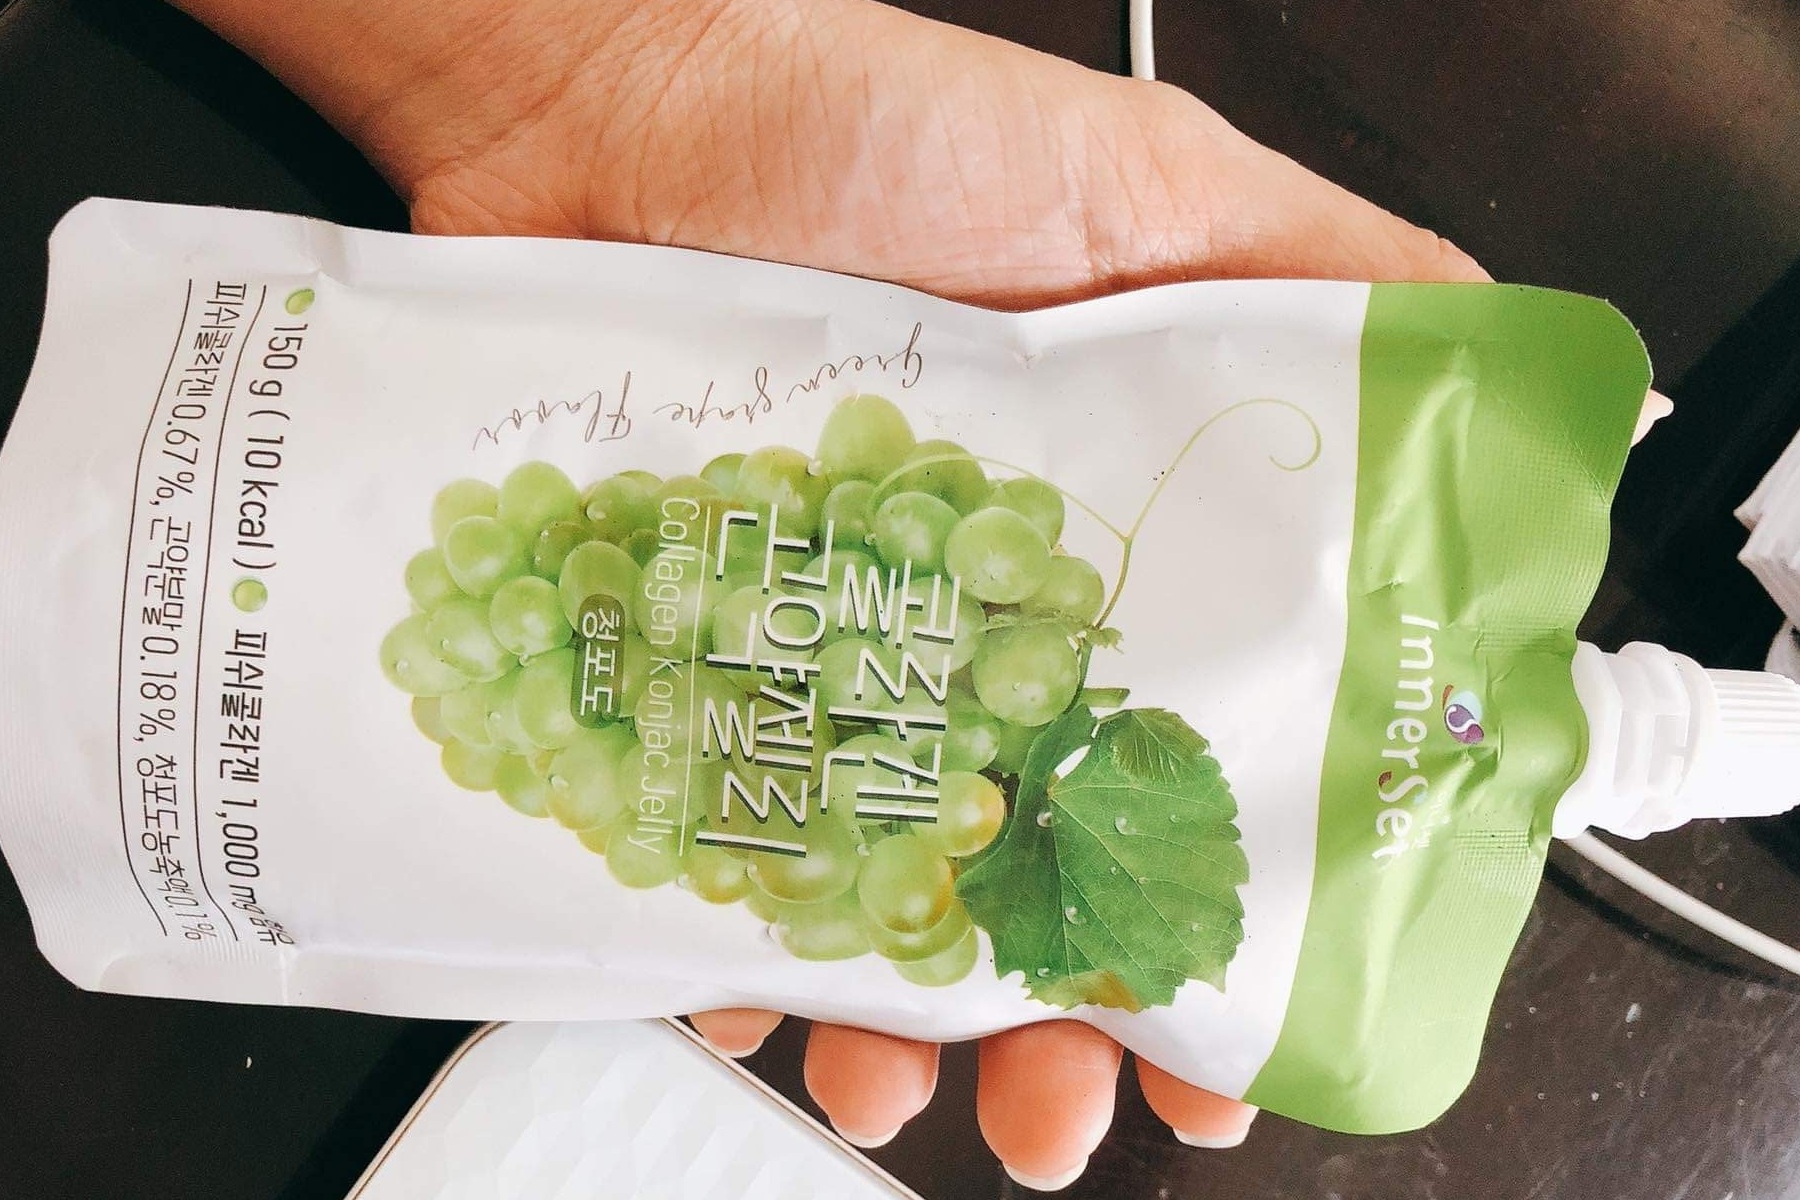 InnerSet
Green grape Flavor
콜라겐
곤약젤리
Collagen Konjac Jelly
청포도
150 g ( 10 kcal ) 피쉬콜라겐 1,000 mg 함유
피쉬콜라겐0.67%, 곤약분말0.18%, 청포도농축액0.1%